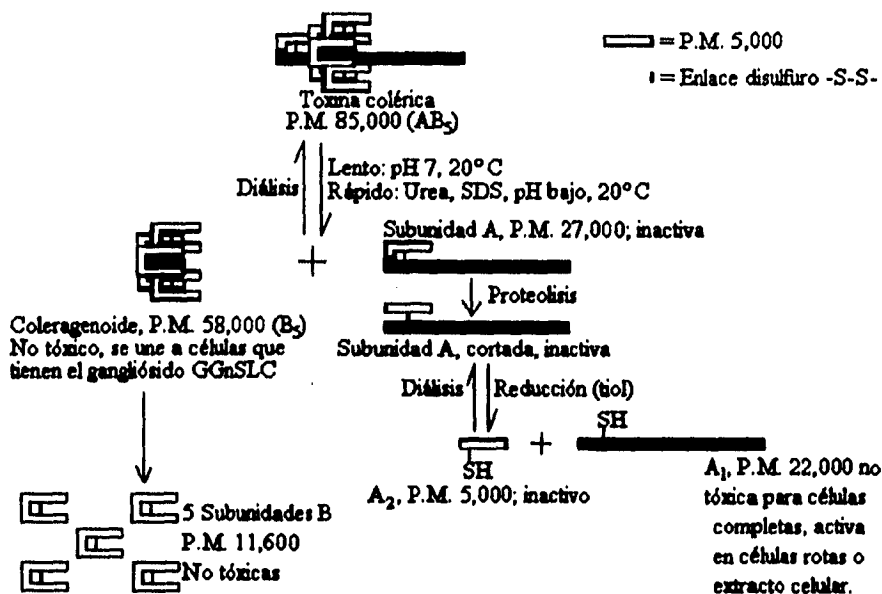 = P.M. 5,000
= Enlace disulfuro -S-S-
Toxina colérica
P.M. 85,000 (AB5)
Diálisis
Lento: pH 7, 20° C
Rápido: Urea, SDS, pH bajo, 20° C
Subunidad A, P.M. 27,000; inactiva
+
Proteolisis
Coleragenoide, P.M. 58,000 (B5)
No tóxico, se une a células que
tienen el gangliósido GGnSLC
Subunidad A, cortada, inactiva
Diálisis
Reducción (tiol)
SH
+
SH
A2, P.M. 5,000; inactivo
A1, P.M. 22,000 no
tóxica para células
completas, activa
en células rotas o
extracto celular.
5 Subunidades B
P.M. 11,600
No tóxicas